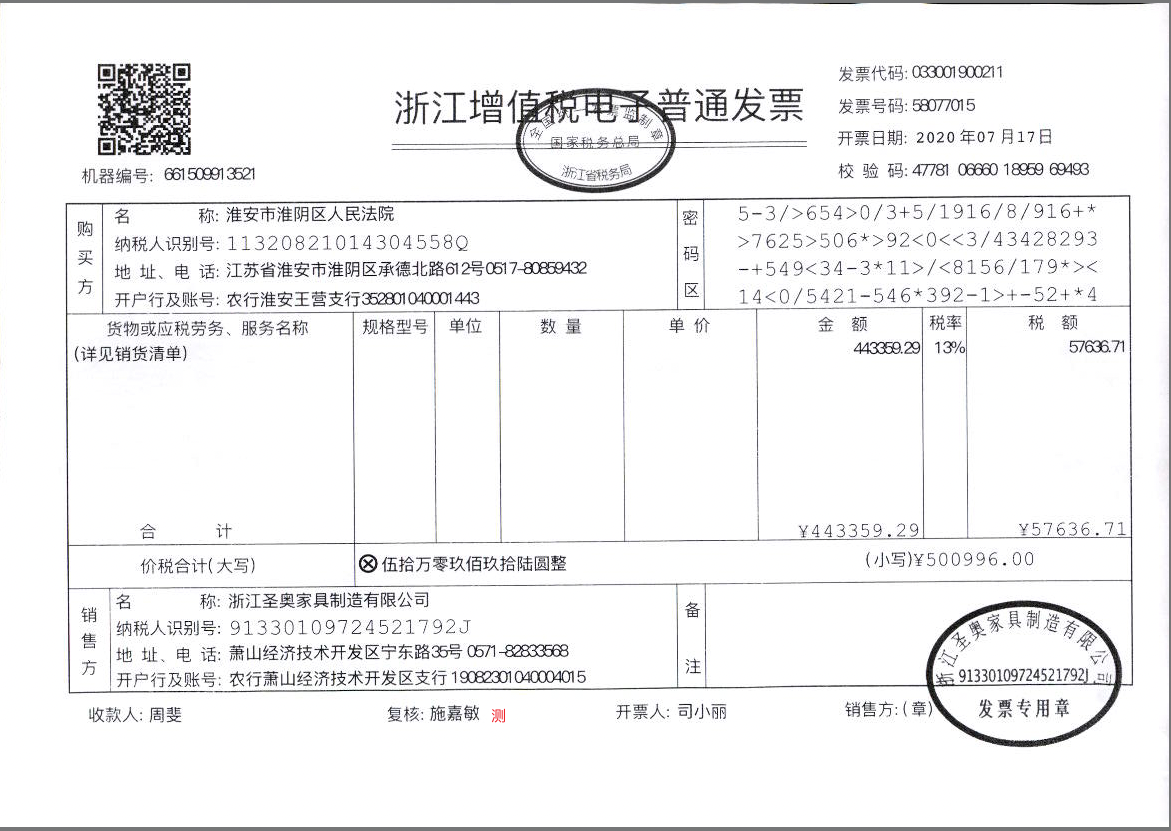 浙江增值税电子普通发票
全国统一发票监制章
国家税务总局
浙江省税务局
机器编号: 661509913521
发票代码: 033001900211
发票号码: 58077015
开票日期: 2020 年07 月17 日
校 验 码: 47781 06660 18959 69493
购买方
名 称: 淮安市淮阴区人民法院
纳税人识别号: 11320821014304558Q
地 址、电 话: 江苏省淮安市淮阴区承德北路612号0517-80859432
开户行及账号: 农行淮安王营支行352801040001443
密码区
5-3/>654>0/3+5/1916/8/916+*
>7625>506*>92<0<<3/43428293
-+549<34-3*11>/<8156/179*><
14<0/5421-546*392-1>+-52+*4
货物或应税劳务、服务名称 规格型号 单位 数 量 单 价 金 额 税率 税 额
(详见销货清单) 443359.29 13% 57636.71
合 计 ¥443359.29 ¥57636.71
价税合计(大写) ⊗伍拾万零玖佰玖拾陆圆整 (小写)¥500996.00
销售方
名 称: 浙江圣奥家具制造有限公司
纳税人识别号: 91330109724521792J
地 址、电 话: 萧山经济技术开发区宁东路35号 0571-82833568
开户行及账号: 农行萧山经济技术开发区支行 19082301040004015
备注
浙江圣奥家具制造有限公司
91330109724521792J
发票专用章
收款人: 周斐 复核: 施嘉敏 测 开票人: 司小丽 销售方: (章)